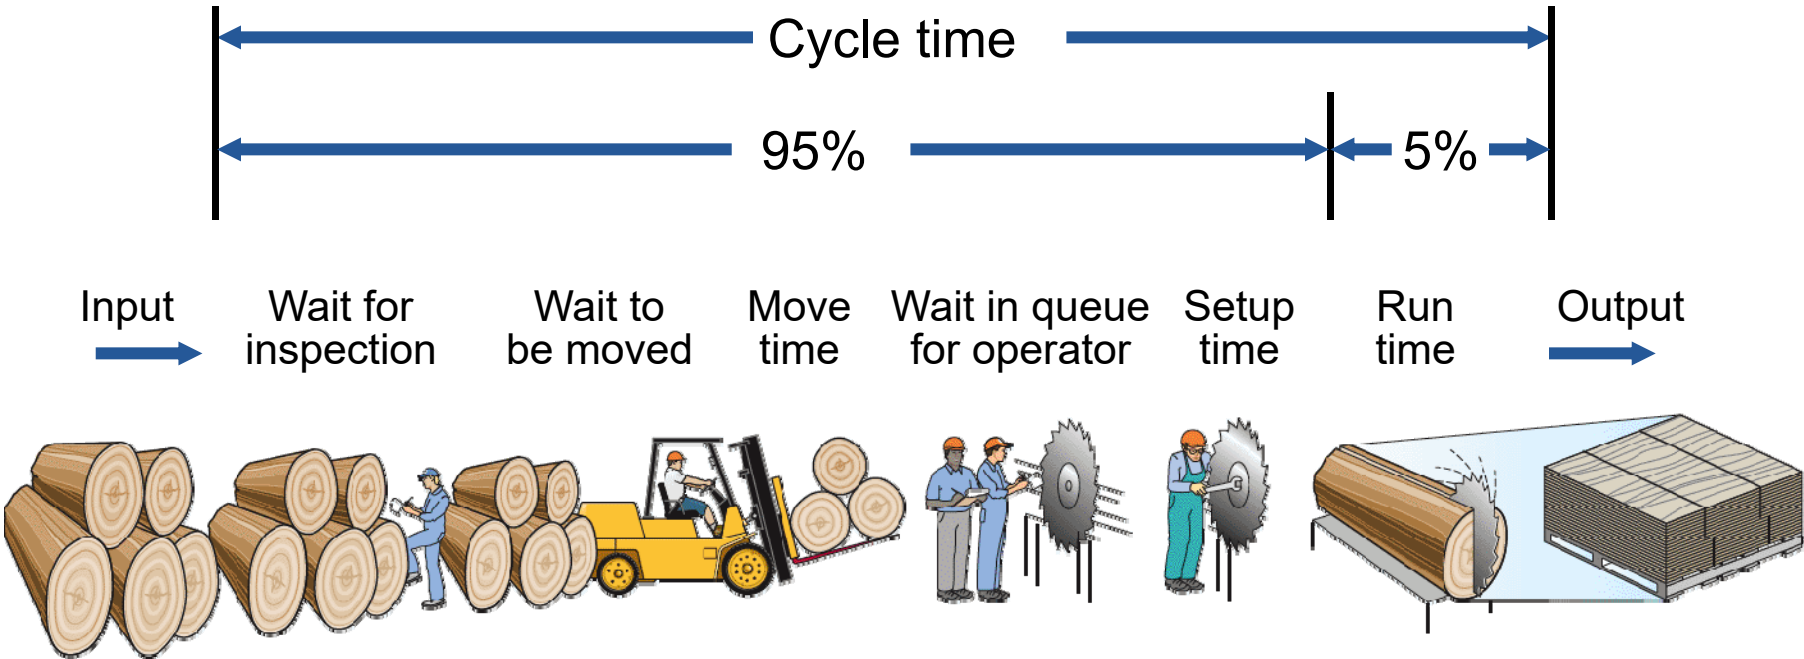 Cycle time
95%
5%
Input
Wait for
inspection
Wait to
be moved
Move
time
Wait in queue
for operator
Setup
time
Run
time
Output